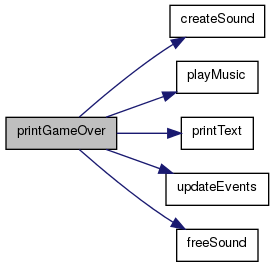 createSound
playMusic
printGameOver
printText
updateEvents
freeSound